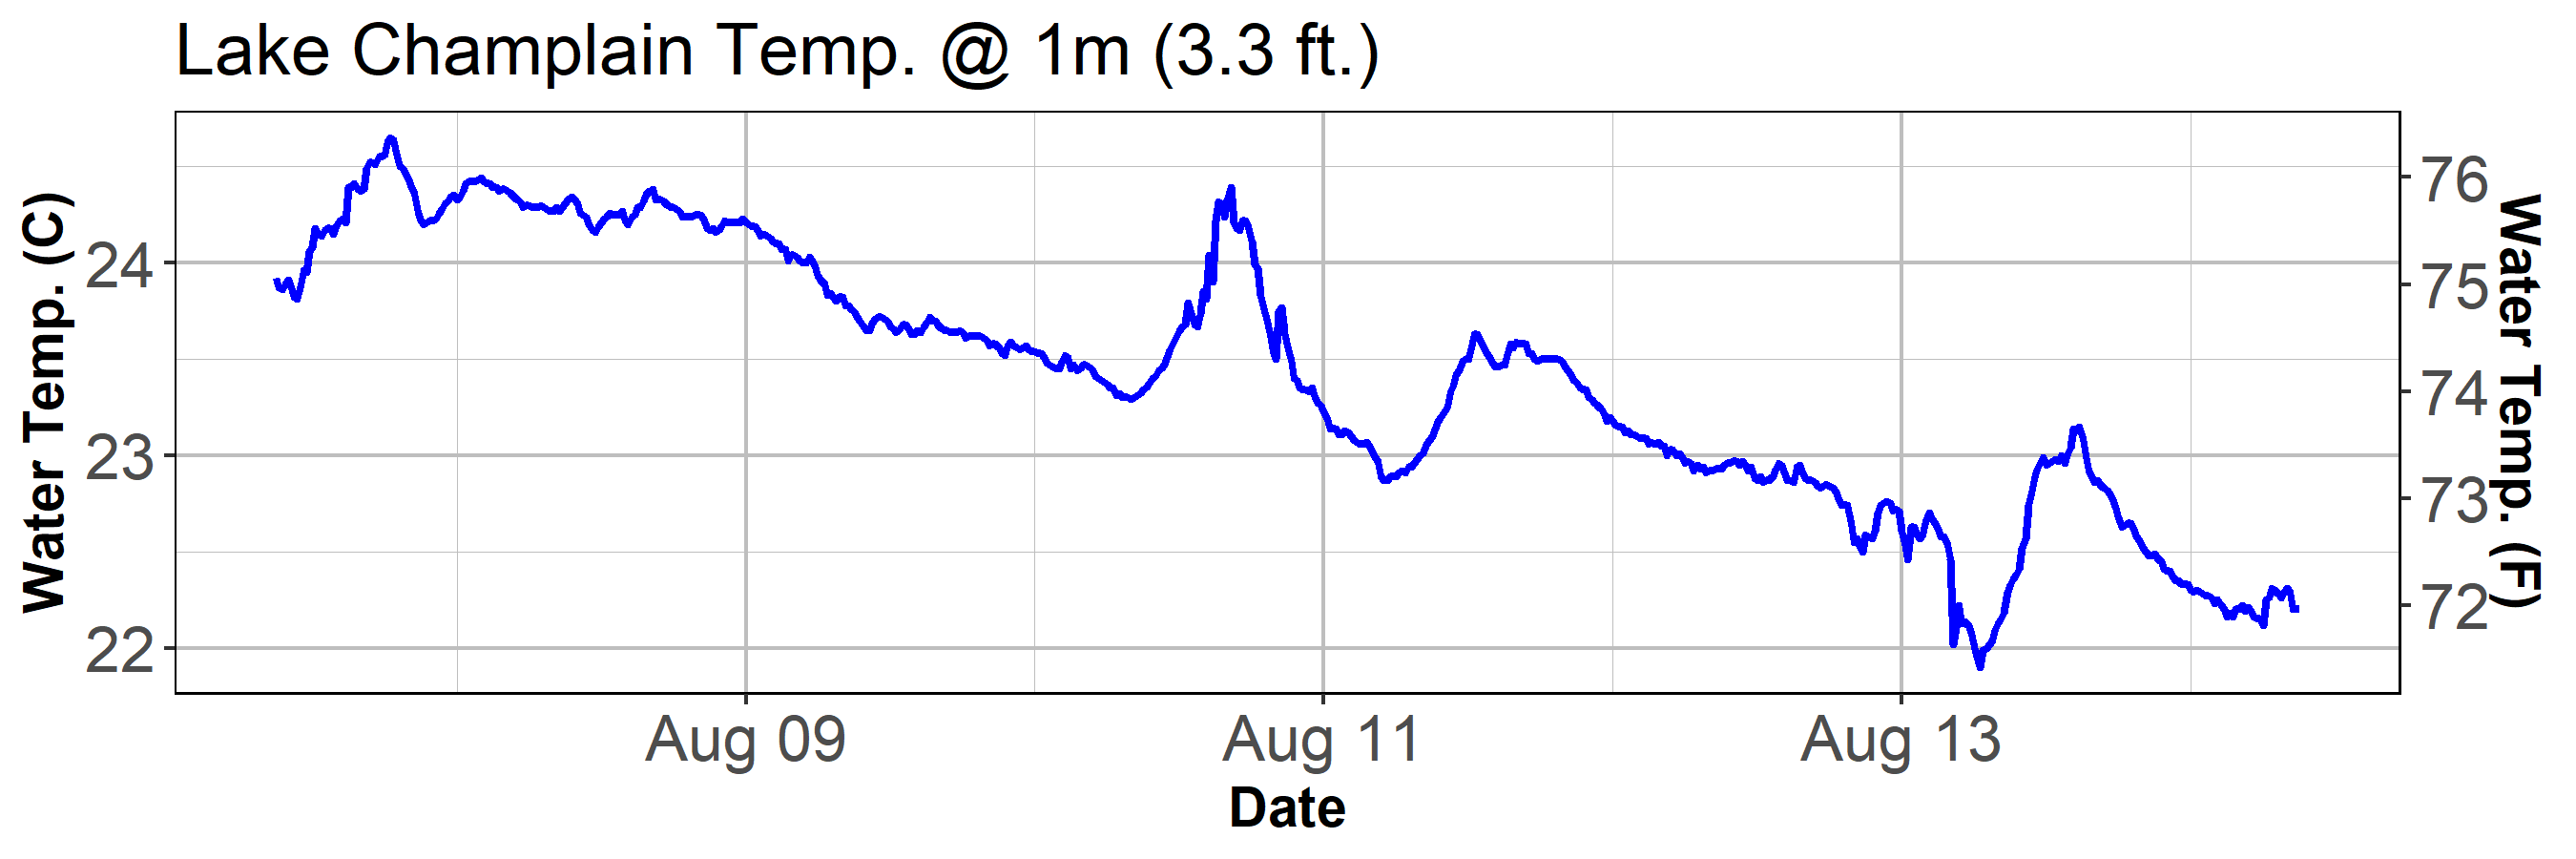 Lake Champlain Temp. @ 1m (3.3 ft.)
Water Temp. (C)
24
23
22
76
75
74
73
72
Water Temp. (F)
Aug 09
Aug 11
Aug 13
Date